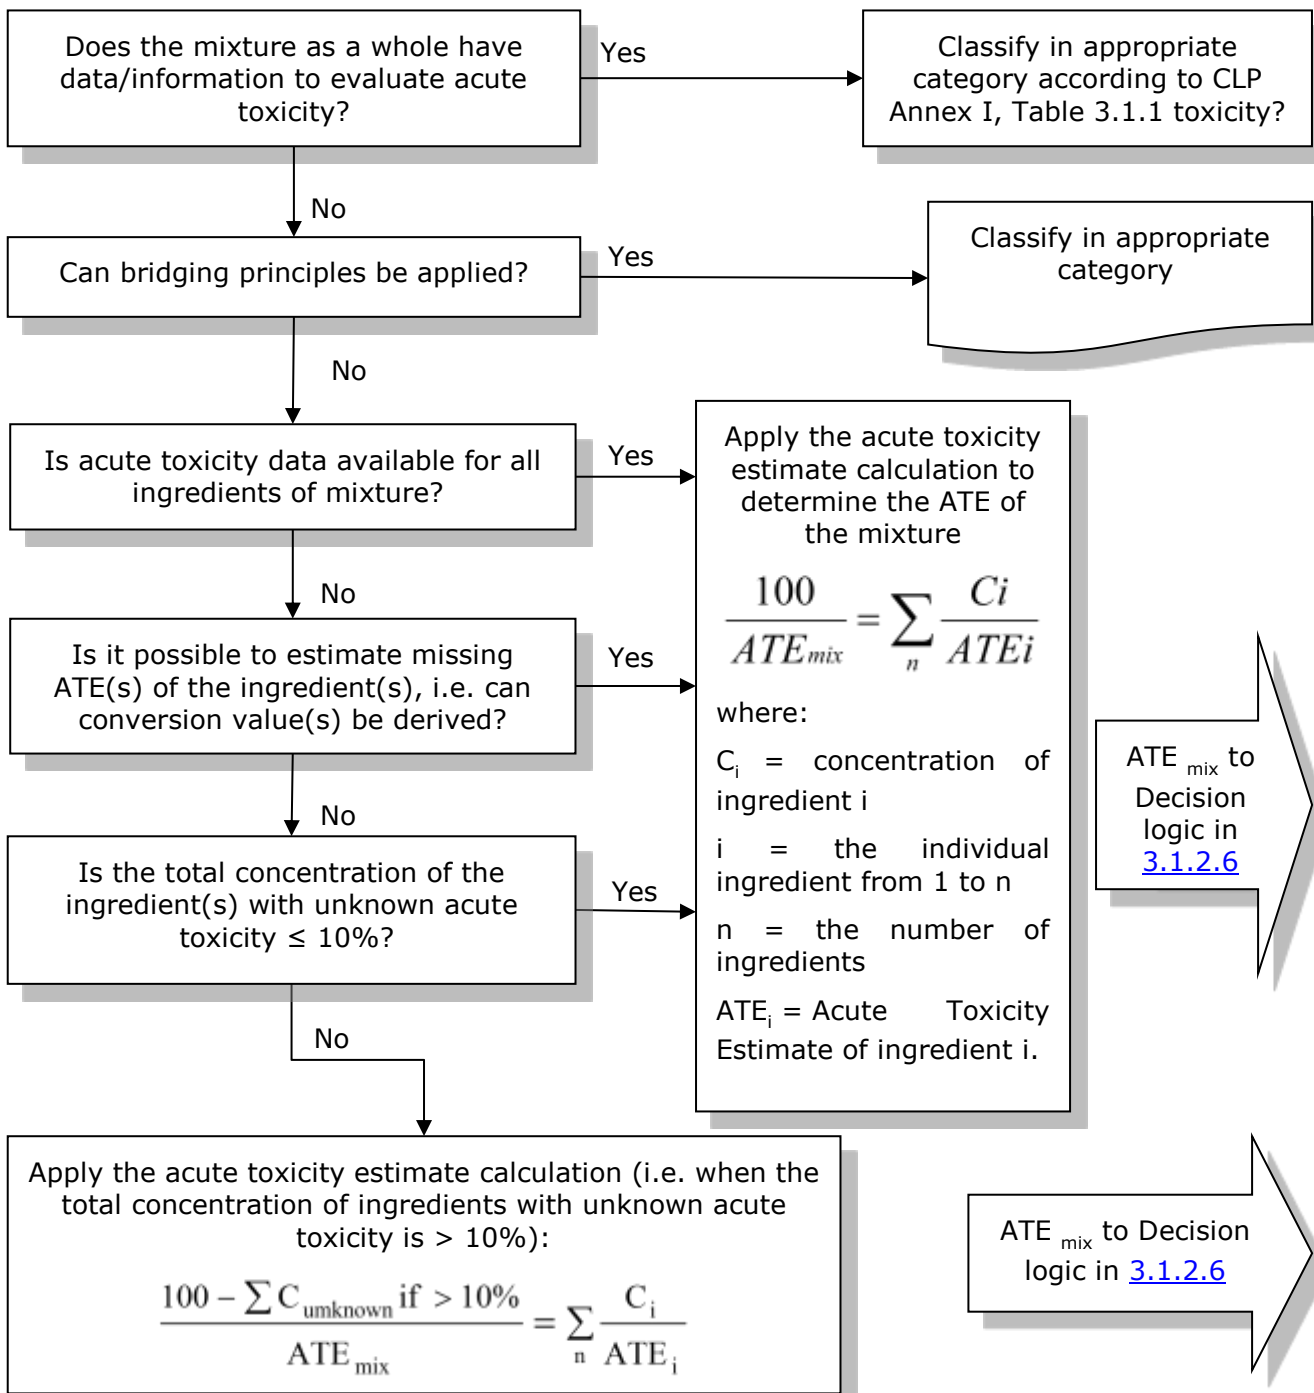 Does the mixture as a whole have
data/information to evaluate acute
toxicity?
Yes
Classify in appropriate
category according to CLP
Annex I, Table 3.1.1 toxicity?
No
Can bridging principles be applied?
Yes
Classify in appropriate
category
No
Is acute toxicity data available for all
ingredients of mixture?
Yes
No
Is it possible to estimate missing
ATE(s) of the ingredient(s), i.e. can
conversion value(s) be derived?
Yes
No
Is the total concentration of the
ingredient(s) with unknown acute
toxicity ≤ 10%?
Yes
No
Apply the acute toxicity
estimate calculation to
determine the ATE of
the mixture
100 / ATEmix = ∑n Ci / ATEi
where:
Ci = concentration of
ingredient i
i = the individual
ingredient from 1 to n
n = the number of
ingredients
ATEi = Acute Toxicity
Estimate of ingredient i.
ATE mix to
Decision
logic in
3.1.2.6
Apply the acute toxicity estimate calculation (i.e. when the
total concentration of ingredients with unknown acute
toxicity is > 10%):
100 − ∑ Cumknown if > 10% / ATEmix = ∑n Ci / ATEi
ATE mix to Decision
logic in 3.1.2.6